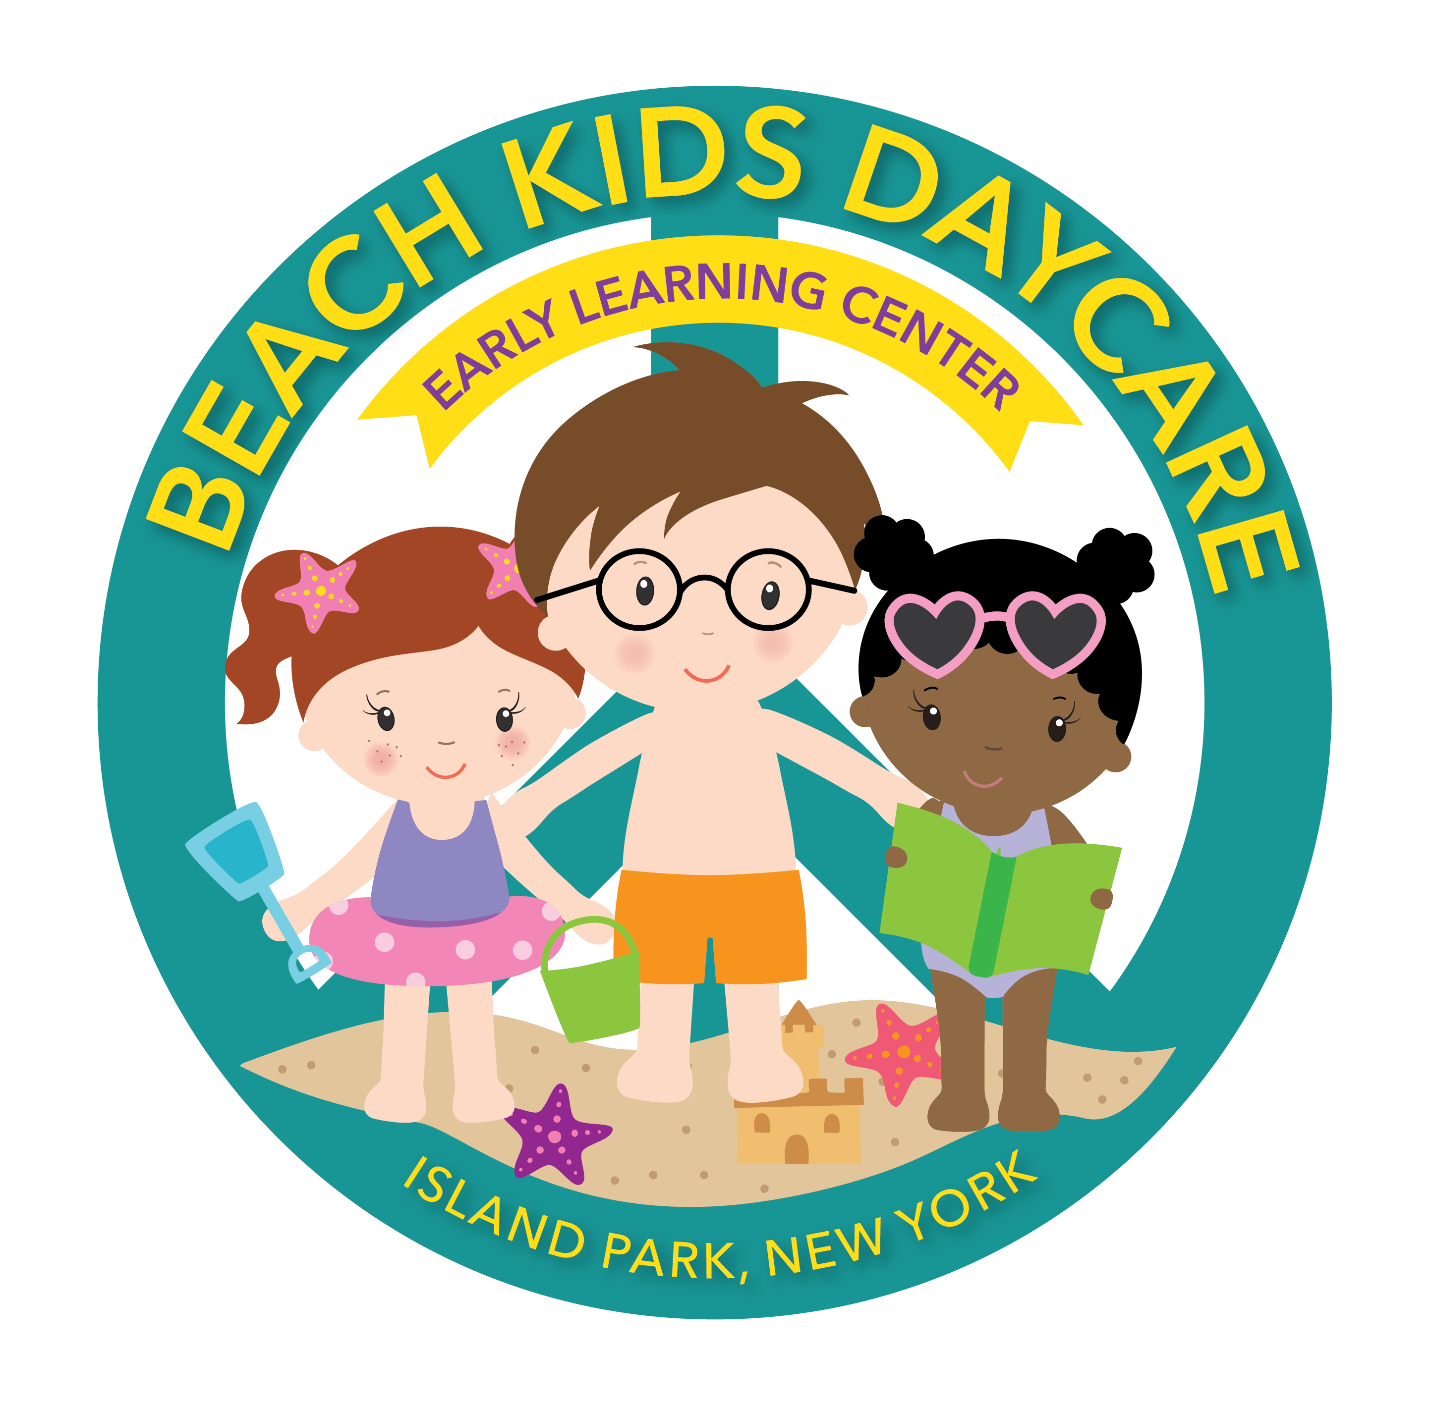 BEACH KIDS DAYCARE
EARLY LEARNING CENTER
ISLAND PARK, NEW YORK